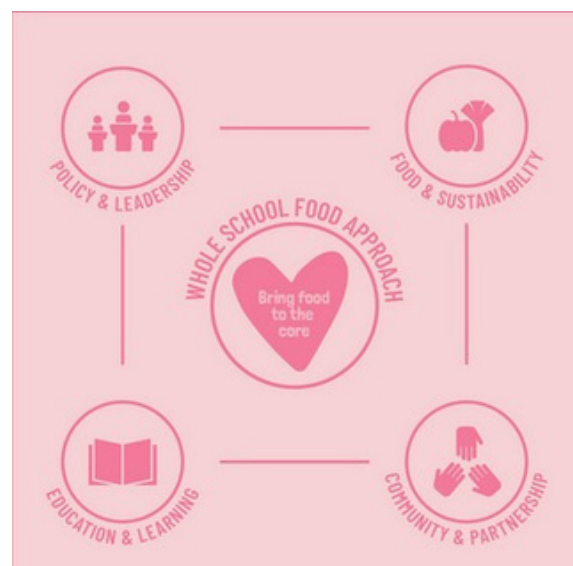 POLICY & LEADERSHIP
FOOD & SUSTAINABILITY
WHOLE SCHOOL FOOD APPROACH
Bring food
to the
core
EDUCATION & LEARNING
COMMUNITY & PARTNERSHIP